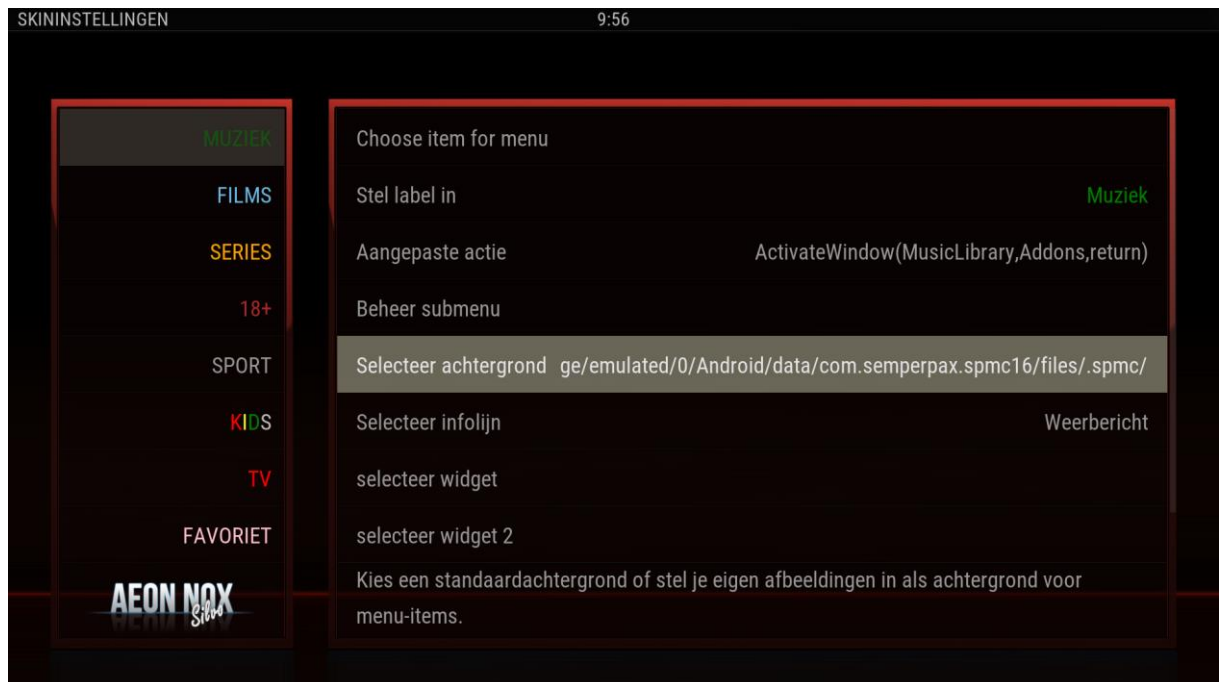 SKININSTELLINGEN 9:56
MUZIEK
FILMS
SERIES
18+
SPORT
KIDS
TV
FAVORIET
AEON NOX
Silvo
Choose item for menu
Stel label in Muziek
Aangepaste actie ActivateWindow(MusicLibrary,Addons,return)
Beheer submenu
Selecteer achtergrond ge/emulated/0/Android/data/com.semperpax.spmc16/files/.spmc/
Selecteer infolijn Weerbericht
selecteer widget
selecteer widget 2
Kies een standaardachtergrond of stel je eigen afbeeldingen in als achtergrond voor
menu-items.